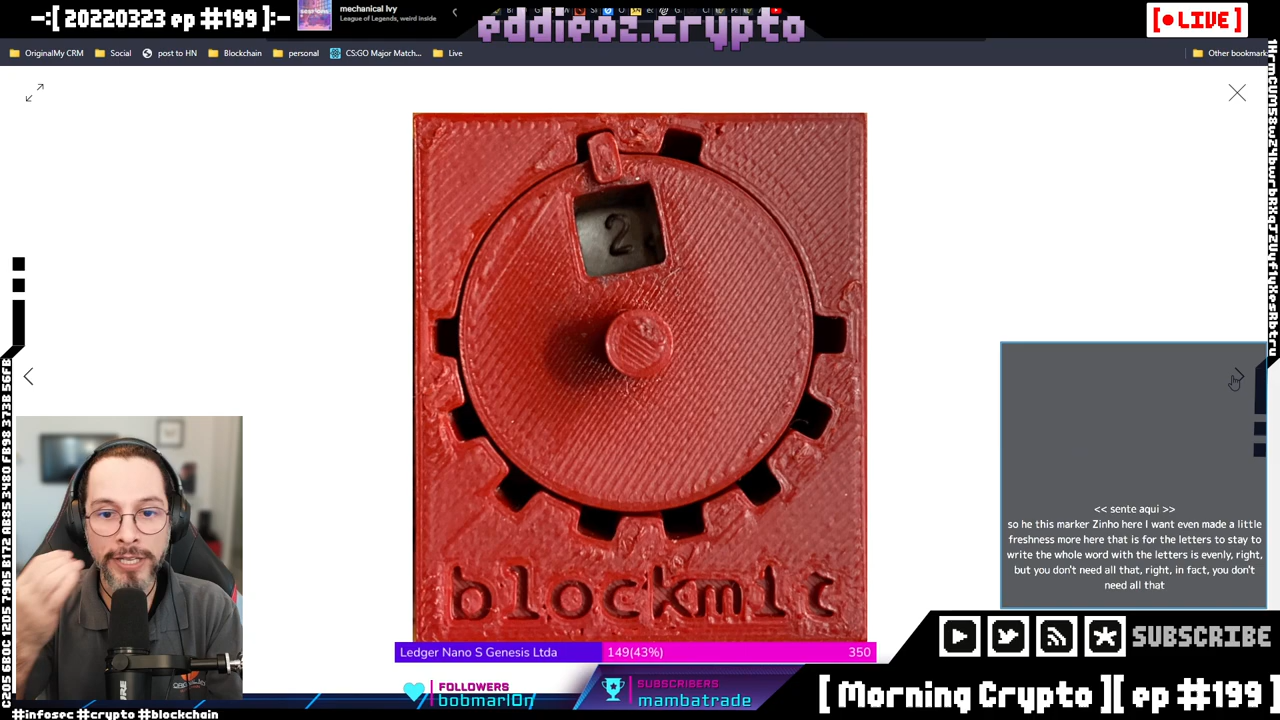 -:[ 20220323 ep #199 ]:-
mechanical Ivy
League of Legends, weird inside
eddieoz.crypto
[• LIVE]
OriginalMy CRM
Social
post to HN
Blockchain
personal
CS:GO Major Match...
Live
Other bookmark
2
blockmic
<< sente aqui >>
so he this marker Zinho here I want even made a little
freshness more here that is for the letters to stay to
write the whole word with the letters is evenly, right,
but you don't need all that, right, in fact, you don't
need all that
Ledger Nano S Genesis Ltda
149(43%)
350
SUBSCRIBE
FOLLOWERS
bobmarl0n
SUBSCRIBERS
mambatrade
[ Morning Crypto ][ ep #199 ]
#infosec #crypto #blockchain